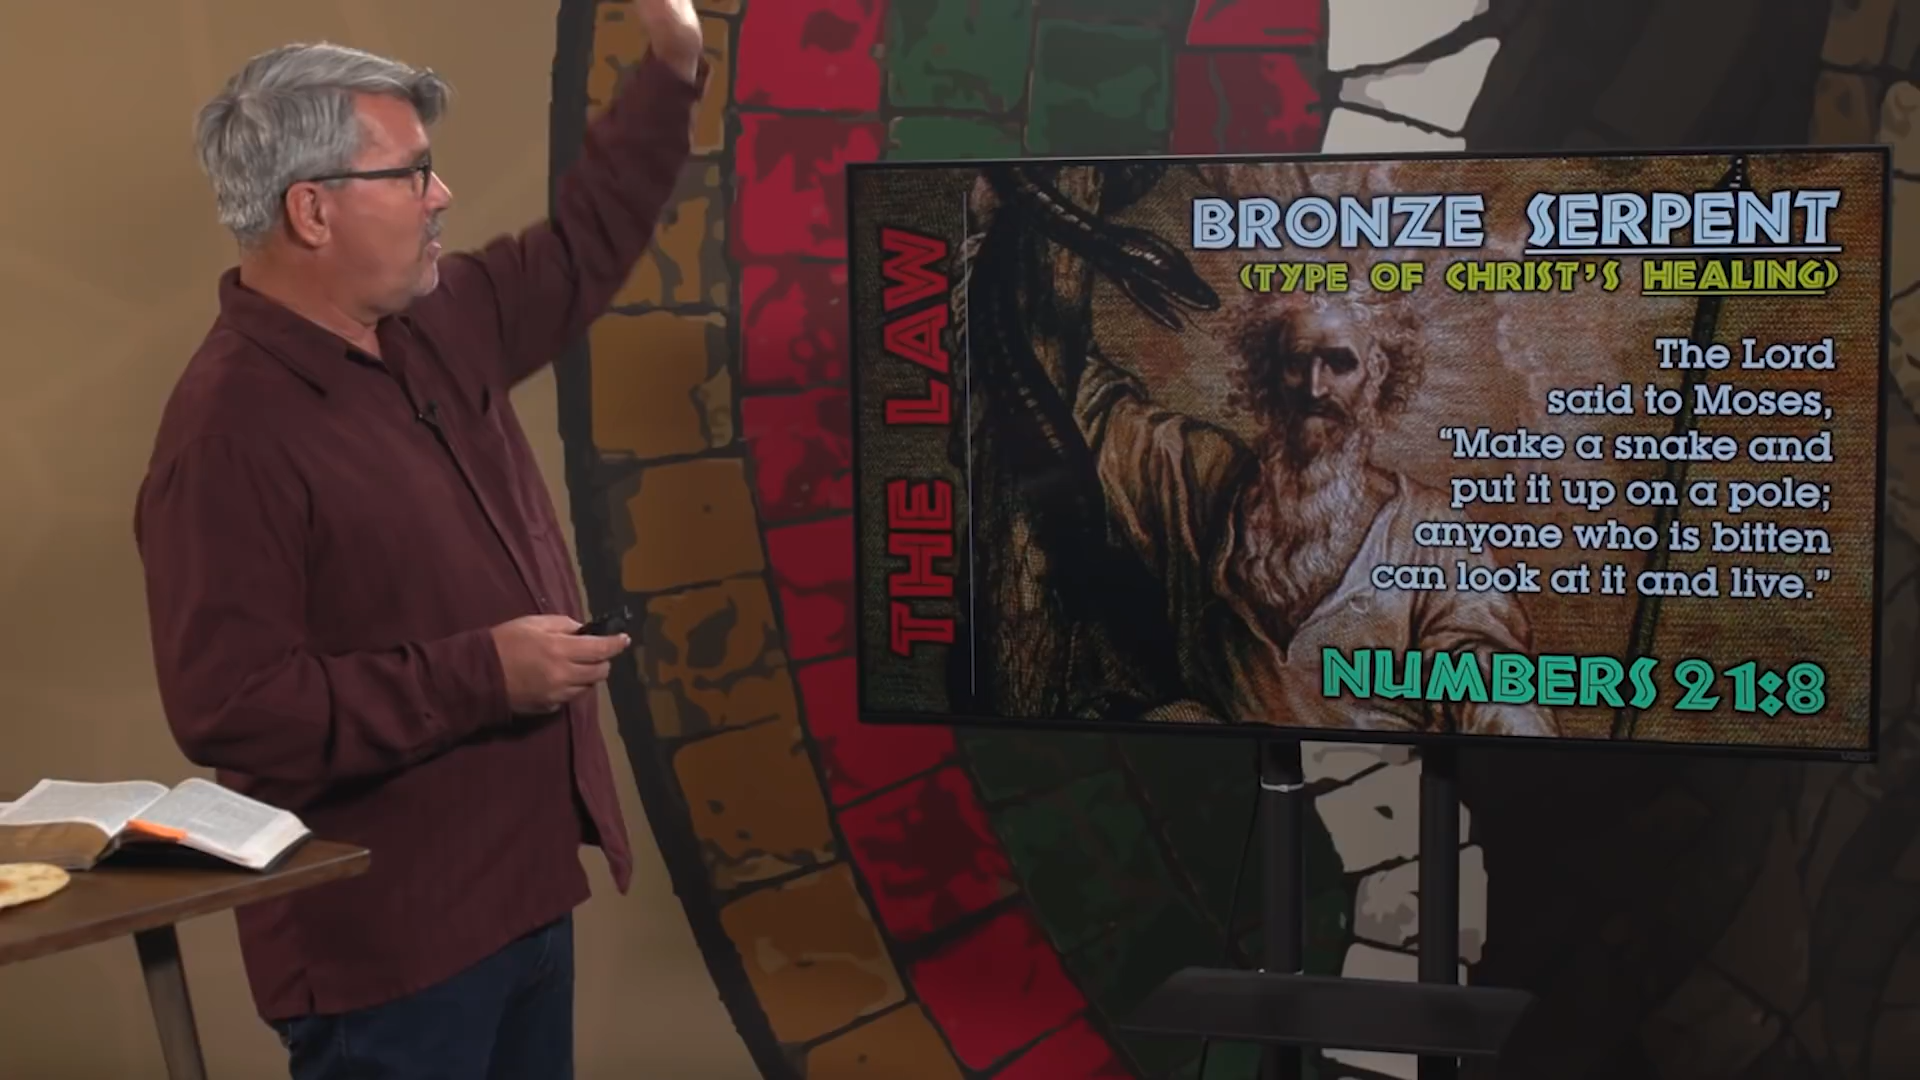 THE LAW
BRONZE SERPENT
(TYPE OF CHRIST'S HEALING)
The Lord
said to Moses,
“Make a snake and
put it up on a pole;
anyone who is bitten
can look at it and live.”
NUMBERS 21:8